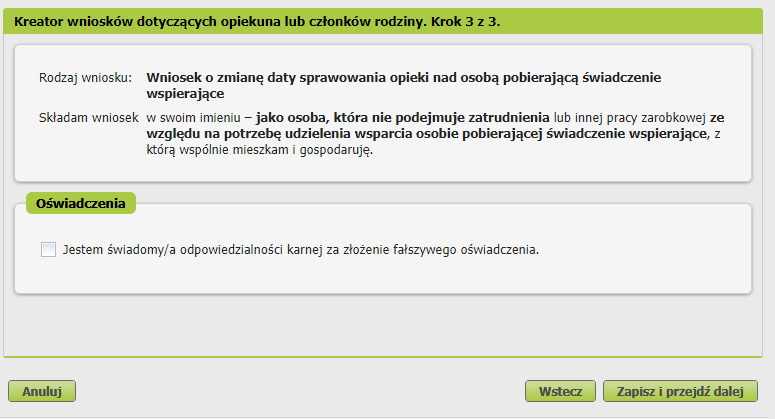 Kreator wniosków dotyczących opiekuna lub członków rodziny. Krok 3 z 3.
Rodzaj wniosku: Wniosek o zmianę daty sprawowania opieki nad osobą pobierającą świadczenie
wspierające
Składam wniosek w swoim imieniu – jako osoba, która nie podejmuje zatrudnienia lub innej pracy zarobkowej ze
względu na potrzebę udzielenia wsparcia osobie pobierającej świadczenie wspierające, z
którą wspólnie mieszkam i gospodaruję.
Oświadczenia
Jestem świadomy/a odpowiedzialności karnej za złożenie fałszywego oświadczenia.
Anuluj Wstecz Zapisz i przejdź dalej